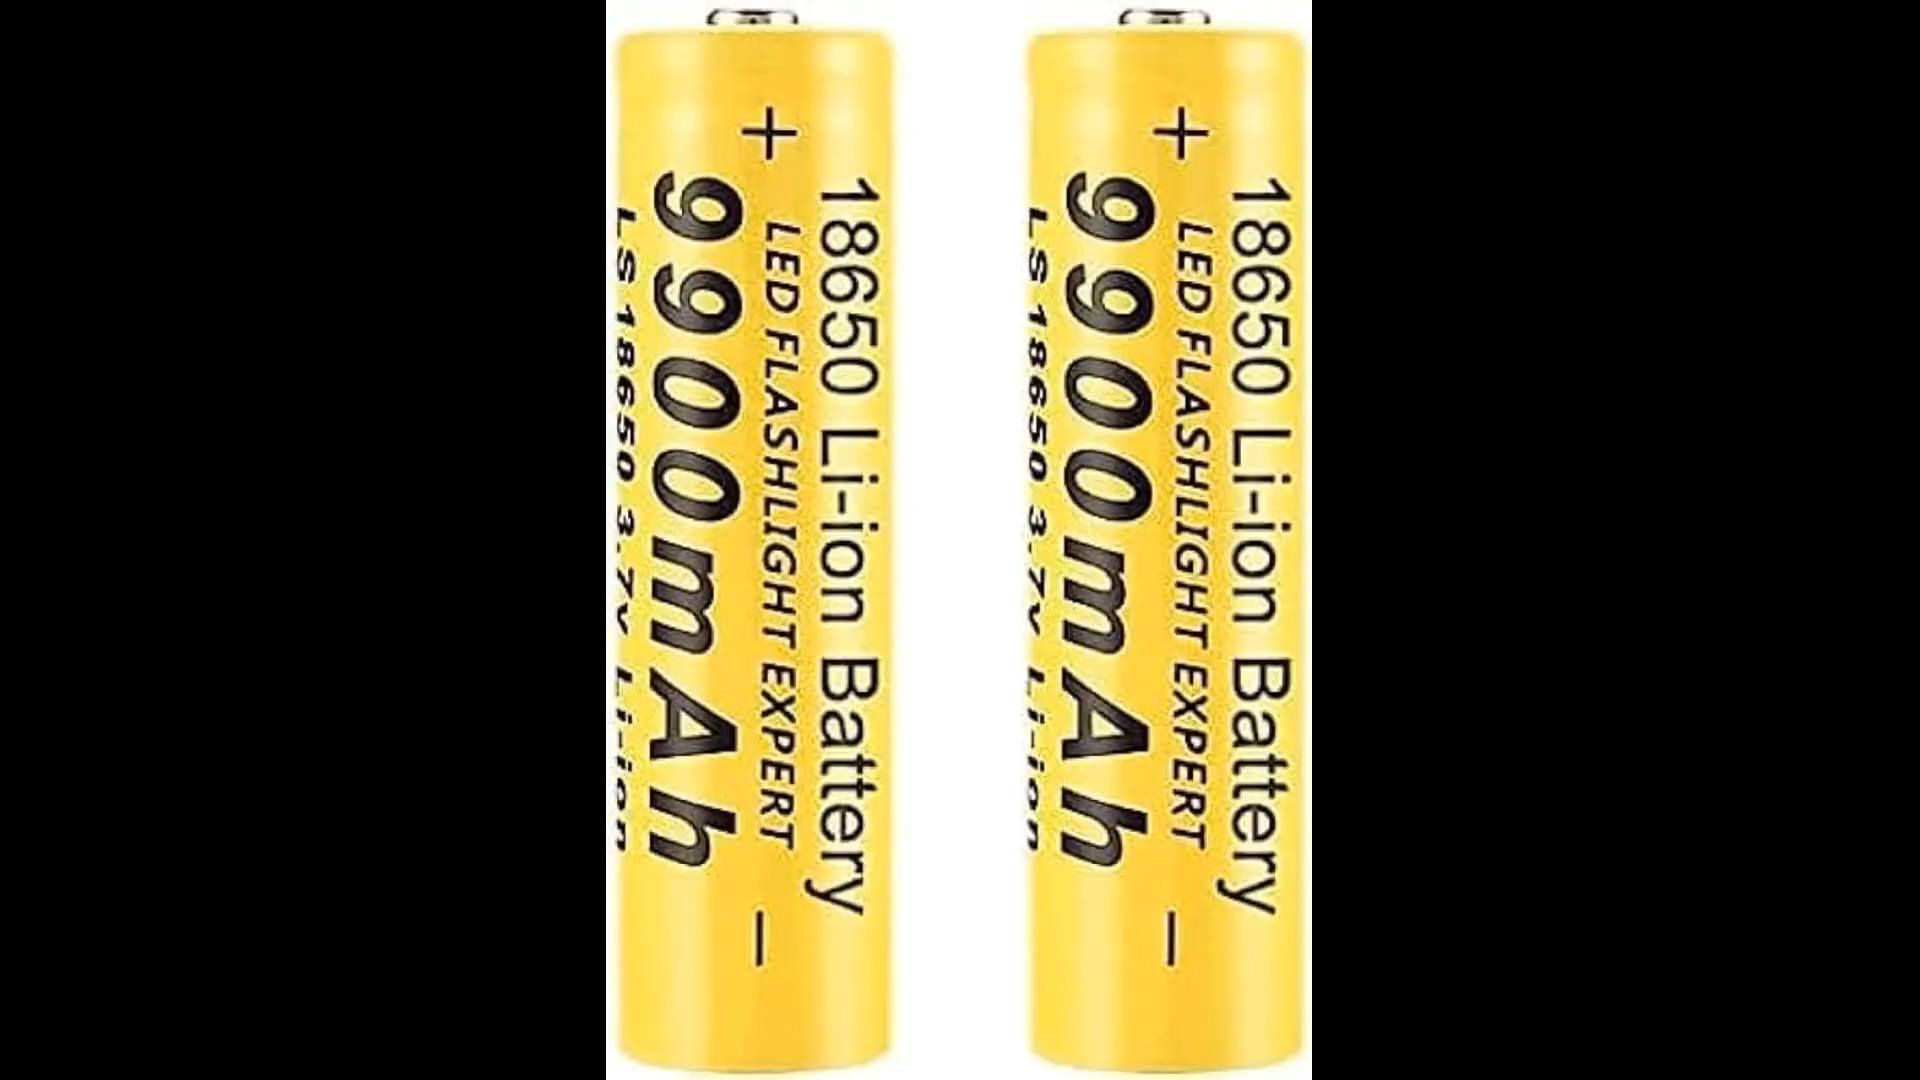 +
18650 Li-ion Battery
LED FLASHLIGHT EXPERT
9900mAh
LS 18650 3.7V Li-ion
–
+
18650 Li-ion Battery
LED FLASHLIGHT EXPERT
9900mAh
LS 18650 3.7V Li-ion
–